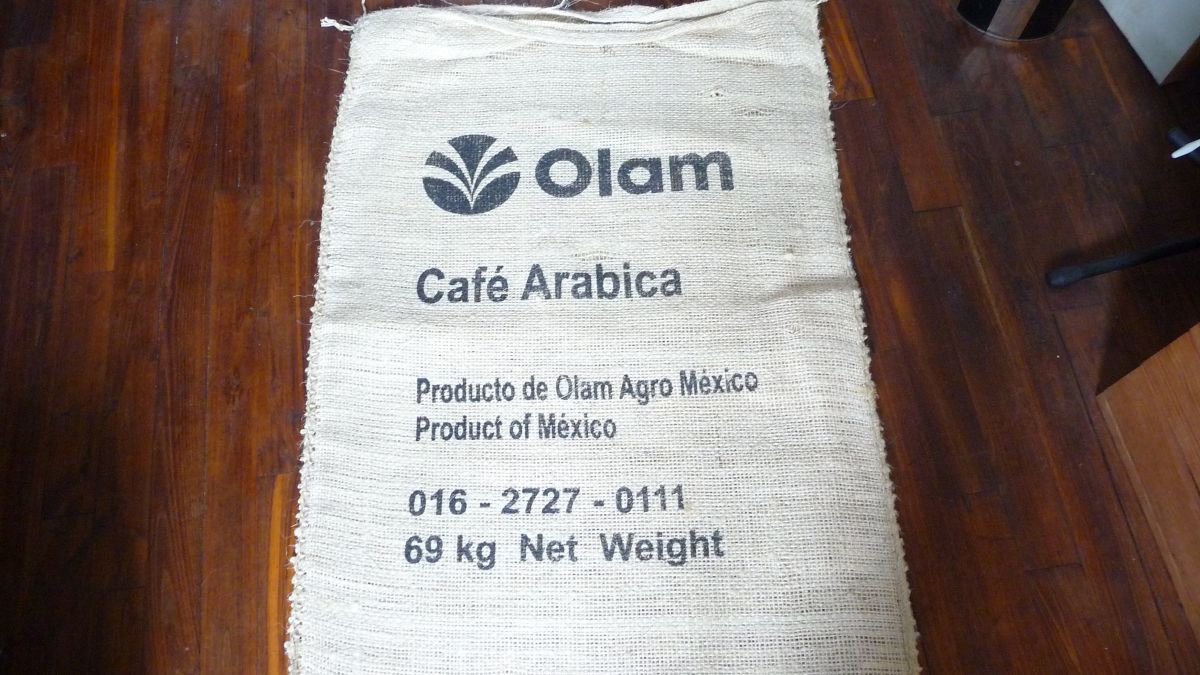 Olam
Café Arabica
Producto de Olam Agro México
Product of México
016 - 2727 - 0111
69 kg Net Weight